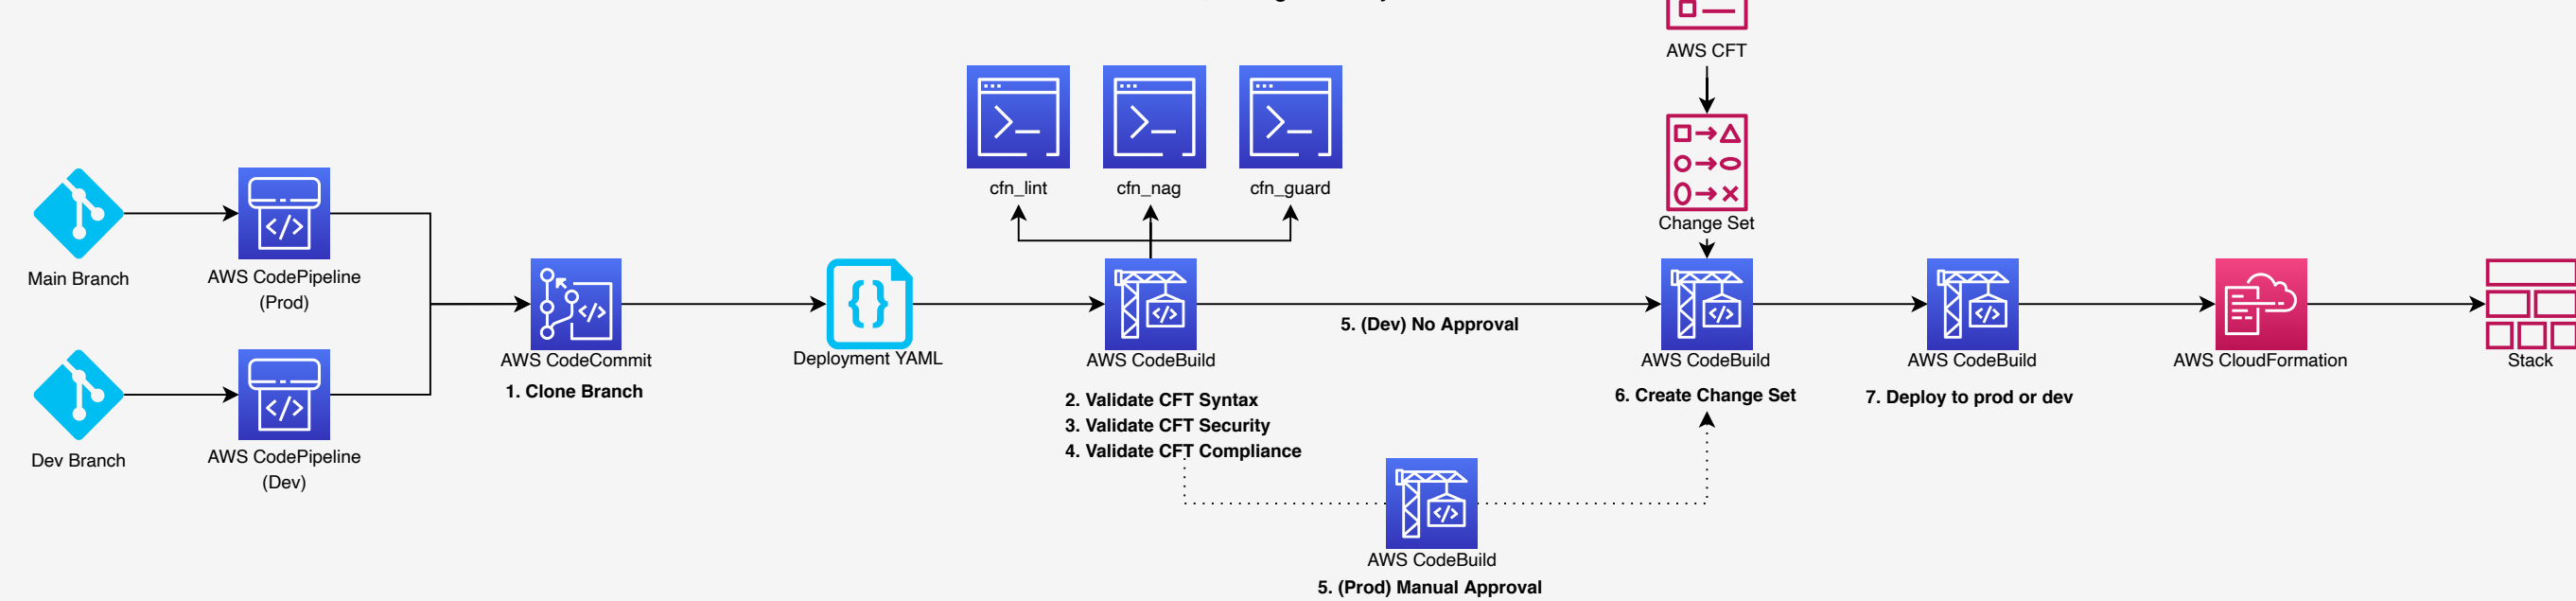 AWS CFT
cfn_lint
cfn_nag
cfn_guard
Change Set
Main Branch
AWS CodePipeline
(Prod)
AWS CodeCommit
1. Clone Branch
Deployment YAML
AWS CodeBuild
2. Validate CFT Syntax
3. Validate CFT Security
4. Validate CFT Compliance
5. (Dev) No Approval
AWS CodeBuild
6. Create Change Set
AWS CodeBuild
7. Deploy to prod or dev
AWS CloudFormation
Stack
Dev Branch
AWS CodePipeline
(Dev)
AWS CodeBuild
5. (Prod) Manual Approval